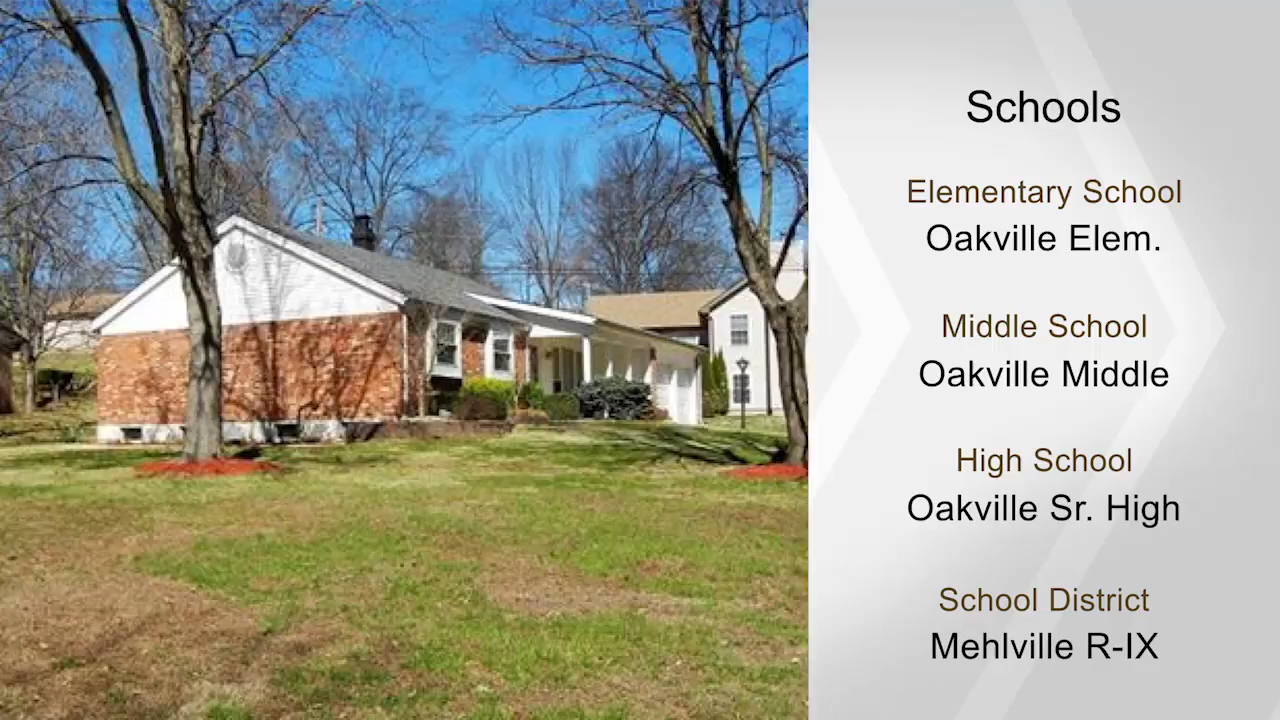 Schools
Elementary School
Oakville Elem.
Middle School
Oakville Middle
High School
Oakville Sr. High
School District
Mehlville R-IX